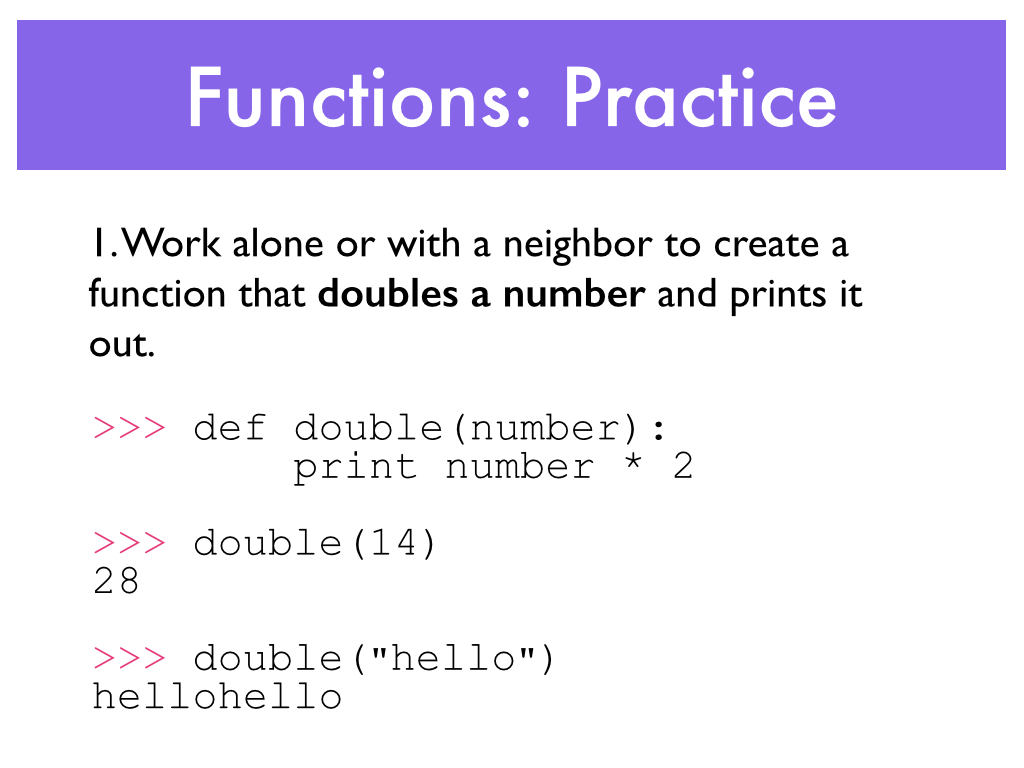 Functions: Practice
1. Work alone or with a neighbor to create a
function that doubles a number and prints it
out.
>>> def double(number):
        print number * 2
>>> double(14)
28
>>> double("hello")
hellohello